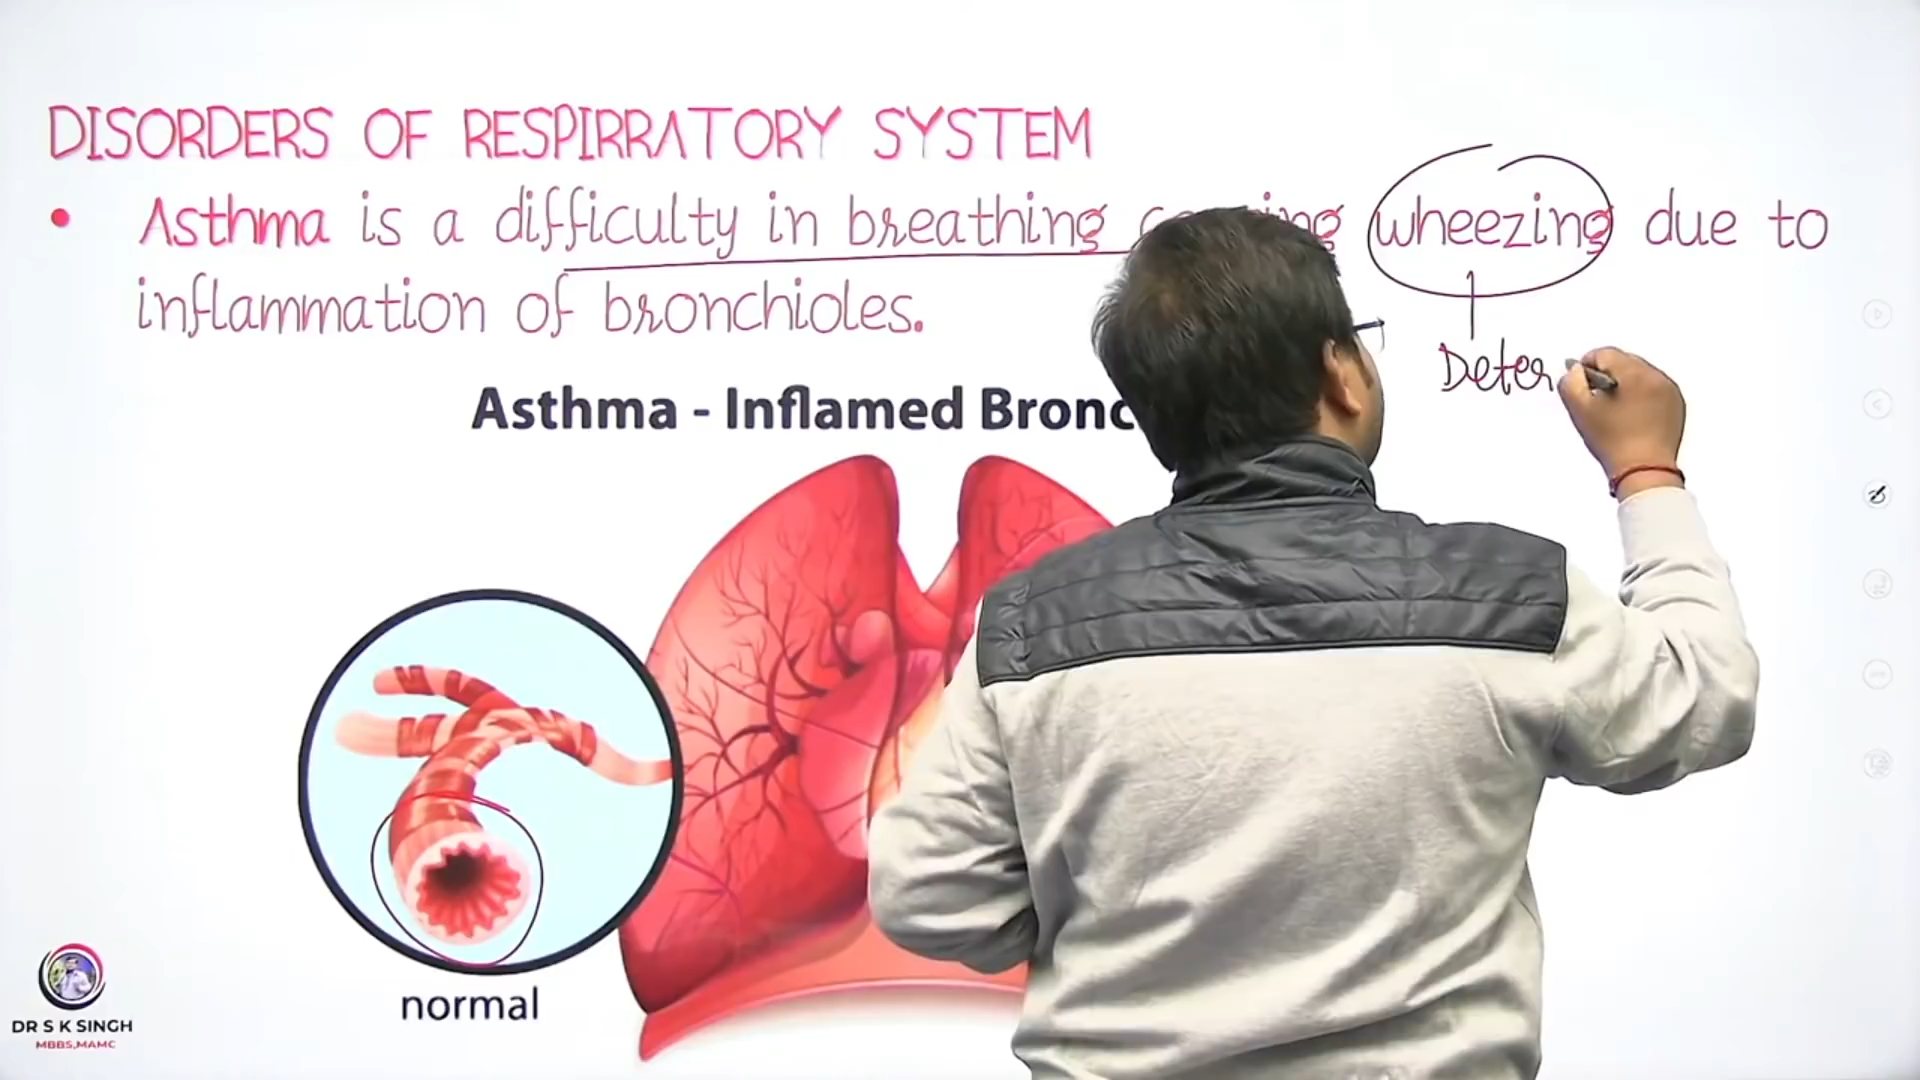 DISORDERS OF RESPIRRATORY SYSTEM
• Asthma is a difficulty in breathing wheezing due to
inflammation of bronchioles.
Deter
Asthma - Inflamed Bronc
normal
DR S K SINGH
MBBS,MAMC